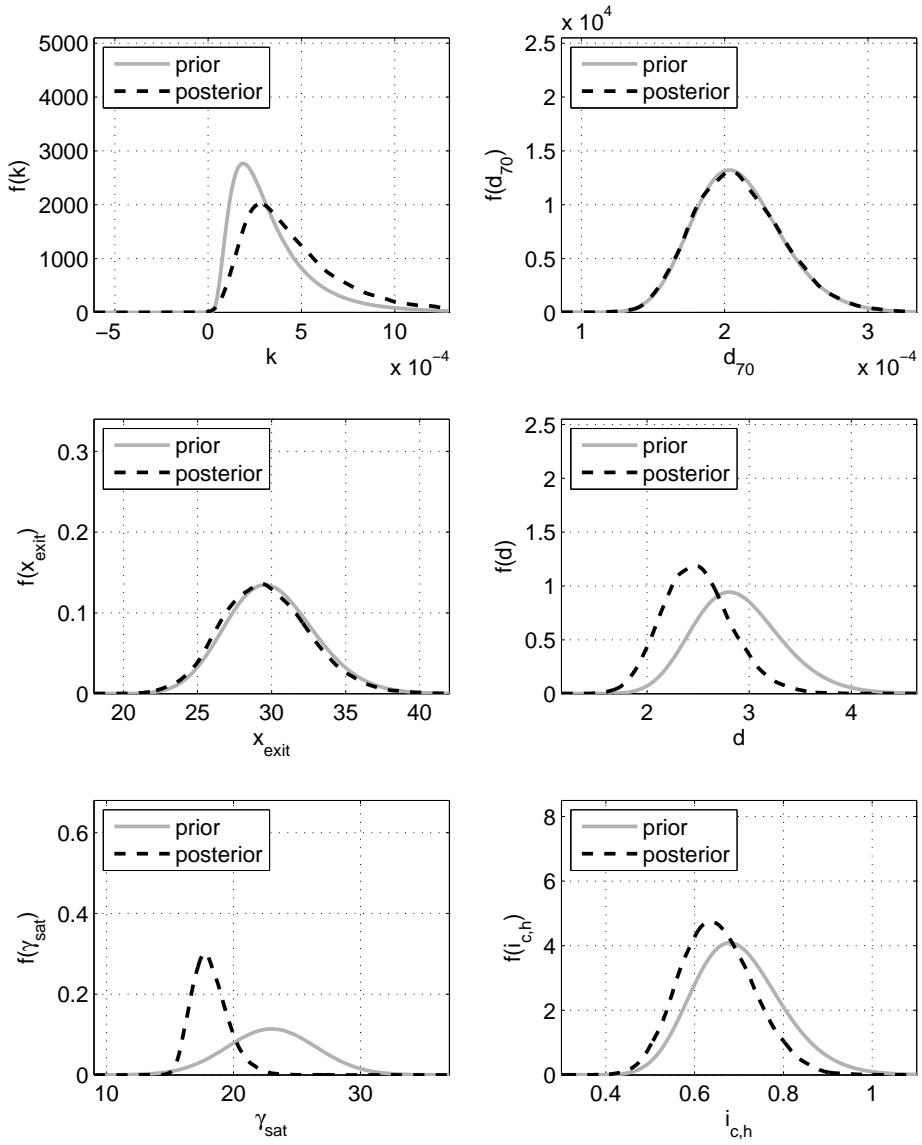 5000
4000
3000
2000
1000
0
f(k)
prior
posterior
−5 0 5 10
k
x 10^−4
x 10^4
2.5
2
1.5
1
0.5
0
f(d_70)
prior
posterior
1 2 3
d_70
x 10^−4
0.3
0.2
0.1
0
f(x_exit)
prior
posterior
20 25 30 35 40
x_exit
2.5
2
1.5
1
0.5
0
f(d)
prior
posterior
2 3 4
d
0.6
0.4
0.2
0
f(γ_sat)
prior
posterior
10 20 30
γ_sat
8
6
4
2
0
f(i_c,h)
prior
posterior
0.4 0.6 0.8 1
i_c,h